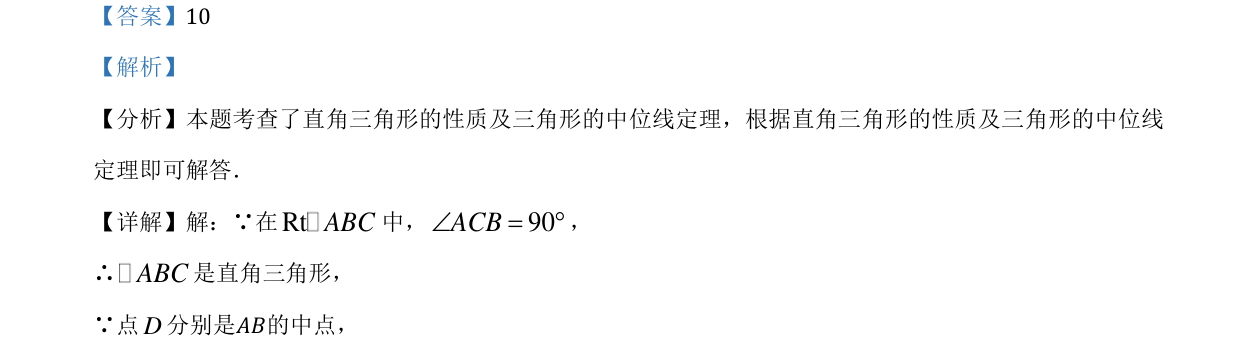 【答案】10
【解析】
【分析】本题考查了直角三角形的性质及三角形的中位线定理，根据直角三角形的性质及三角形的中位线
定理即可解答．
【详解】解：∵在Rt□ABC中，∠ACB=90°，
∴□ABC是直角三角形，
∵点D分别是AB的中点，